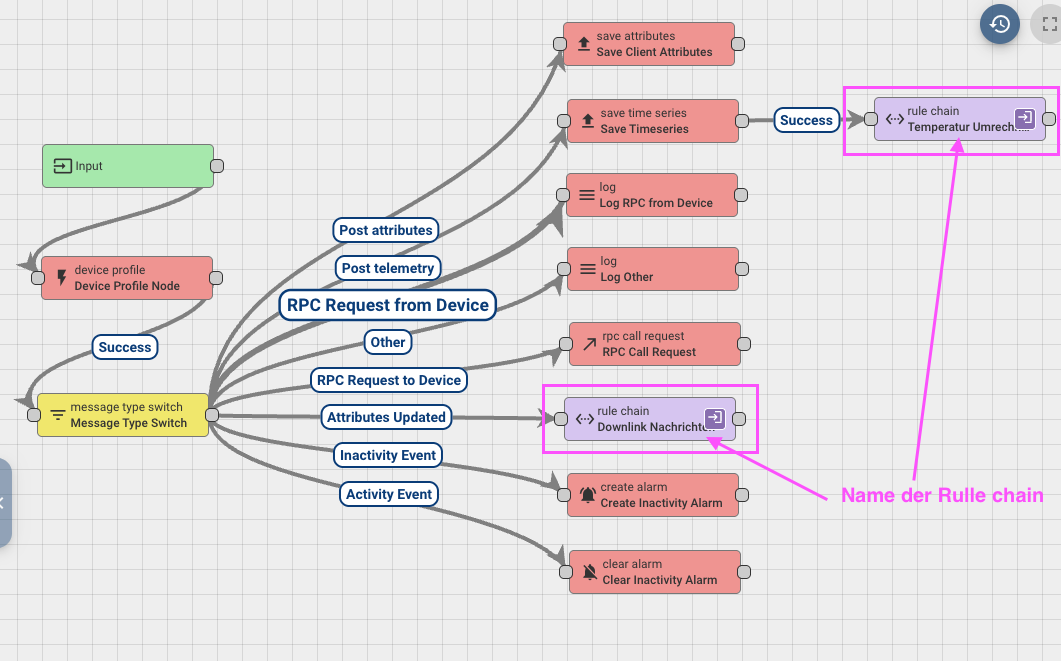 save attributes
Save Client Attributes
save time series
Save Timeseries
Success
rule chain
Temperatur Umrech...
Input
log
Log RPC from Device
Post attributes
device profile
Device Profile Node
Post telemetry
log
Log Other
RPC Request from Device
Success
Other
rpc call request
RPC Call Request
RPC Request to Device
message type switch
Message Type Switch
Attributes Updated
rule chain
Downlink Nachrichte...
Inactivity Event
create alarm
Create Inactivity Alarm
Name der Rulle chain
Activity Event
clear alarm
Clear Inactivity Alarm